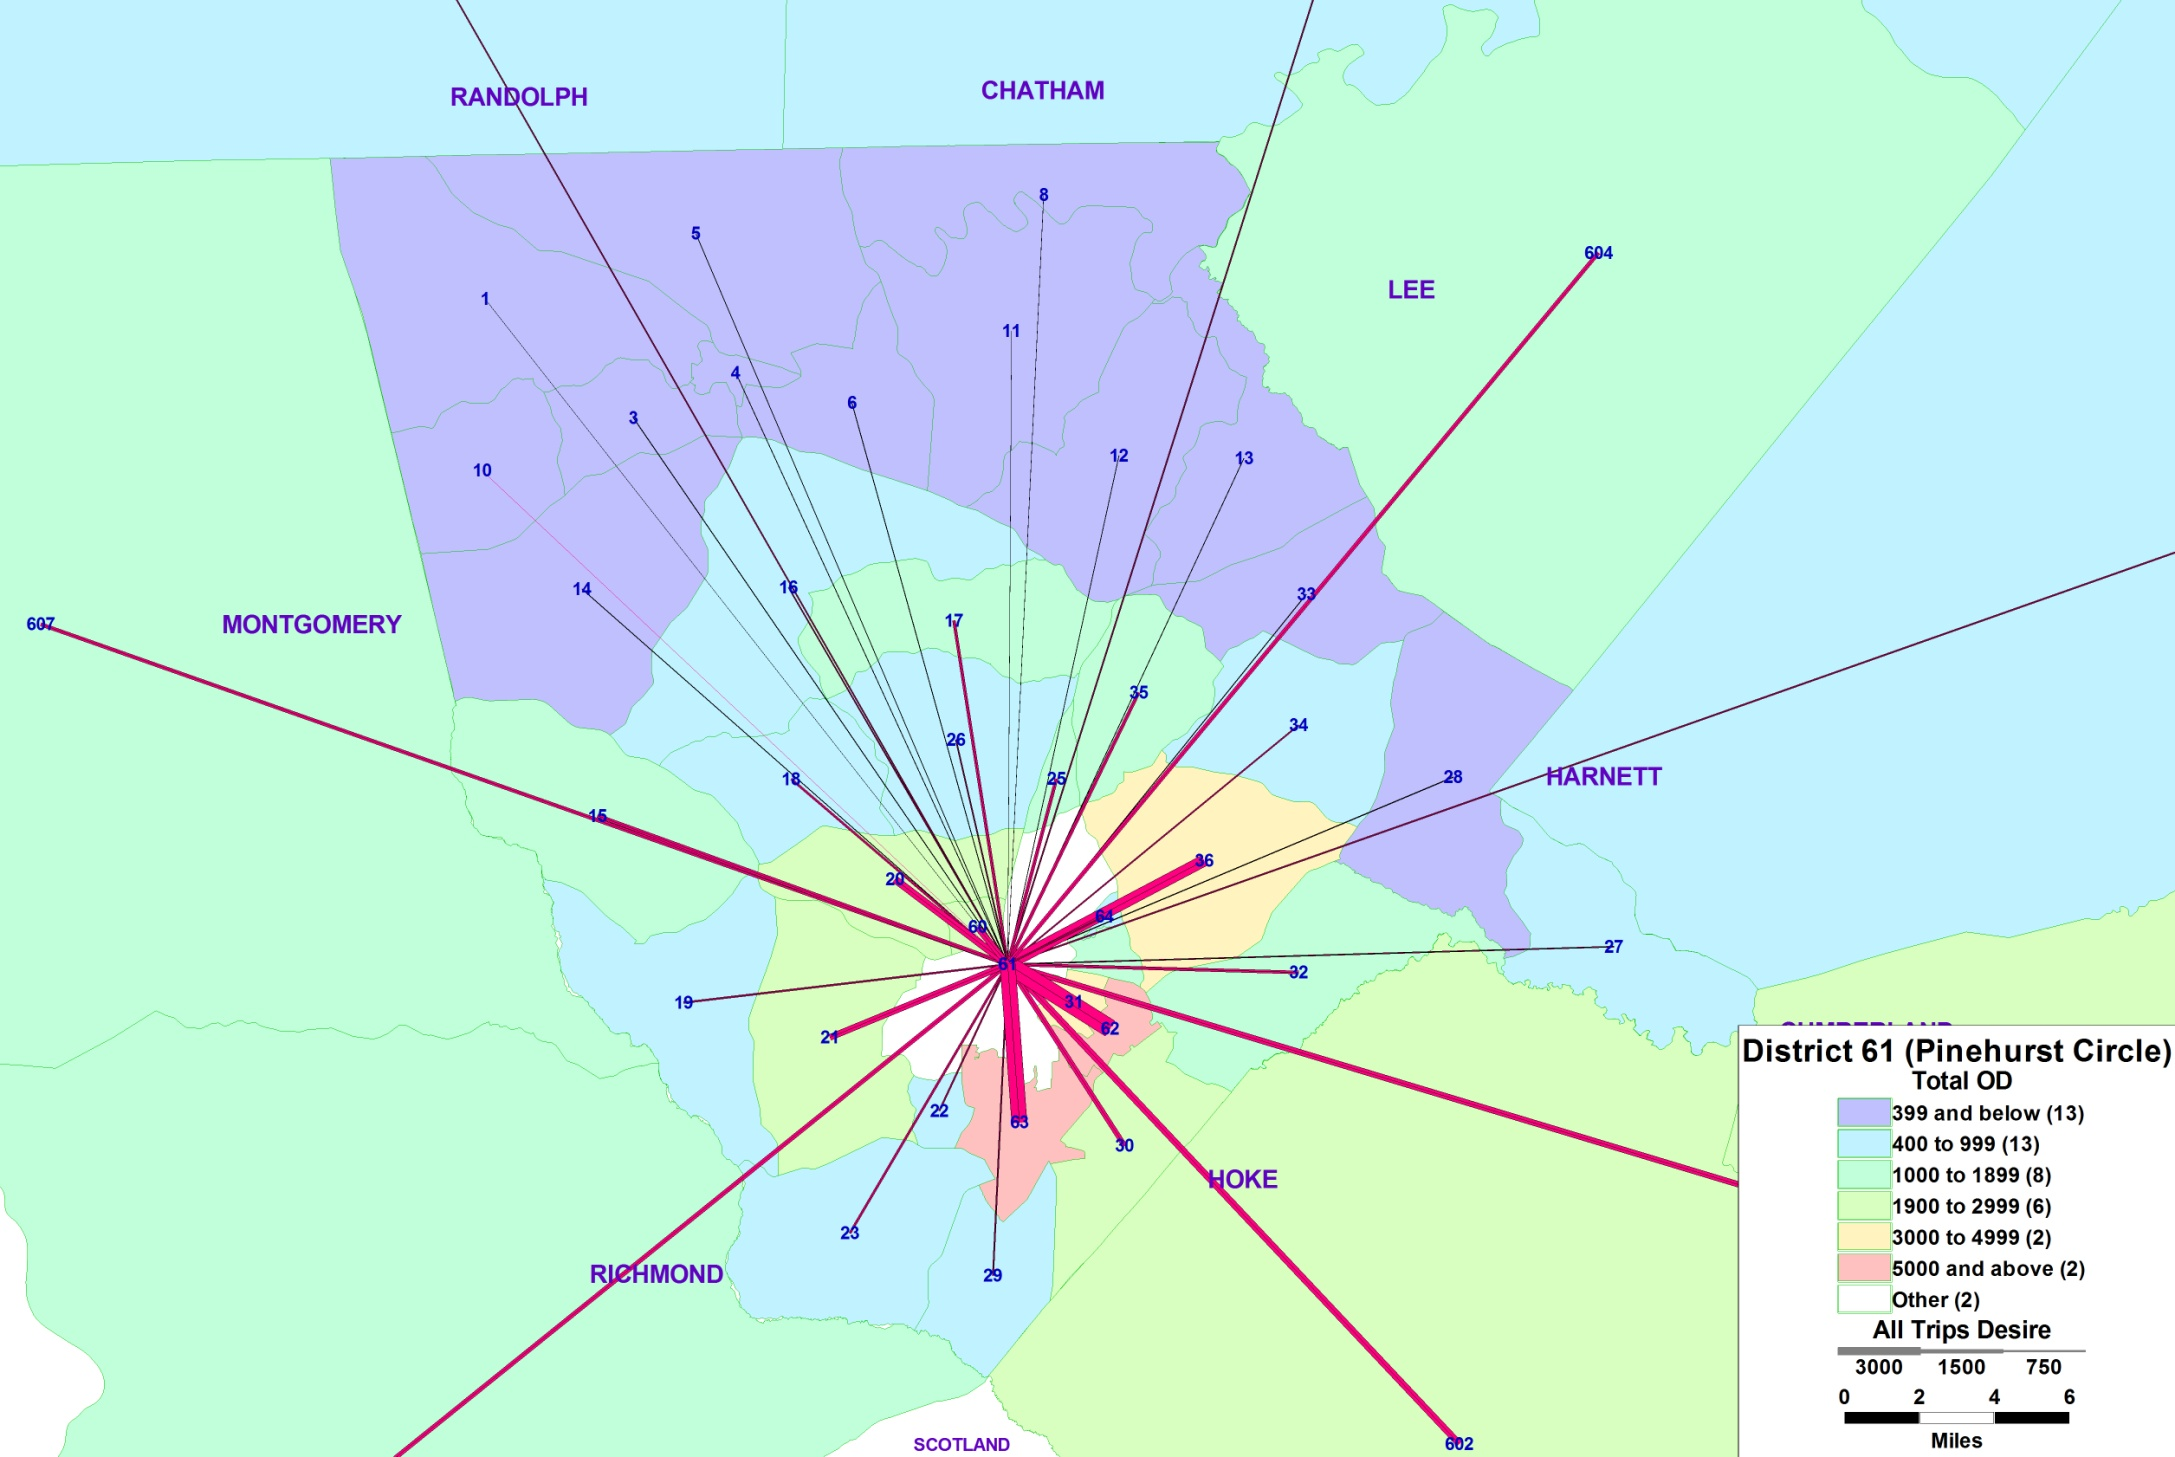 RANDOLPH
CHATHAM
8
5
604
LEE
1
11
4
6
3
12
13
10
14
16
33
17
607
MONTGOMERY
35
34
26
25
18
28
HARNETT
15
36
20
64
60
27
61
32
19
31
62
21
22
63
30
HOKE
23
RICHMOND
29
602
SCOTLAND
CUMBERLAND
District 61 (Pinehurst Circle)
Total OD
399 and below (13)
400 to 999 (13)
1000 to 1899 (8)
1900 to 2999 (6)
3000 to 4999 (2)
5000 and above (2)
Other (2)
All Trips Desire
3000 1500 750
0 2 4 6
Miles